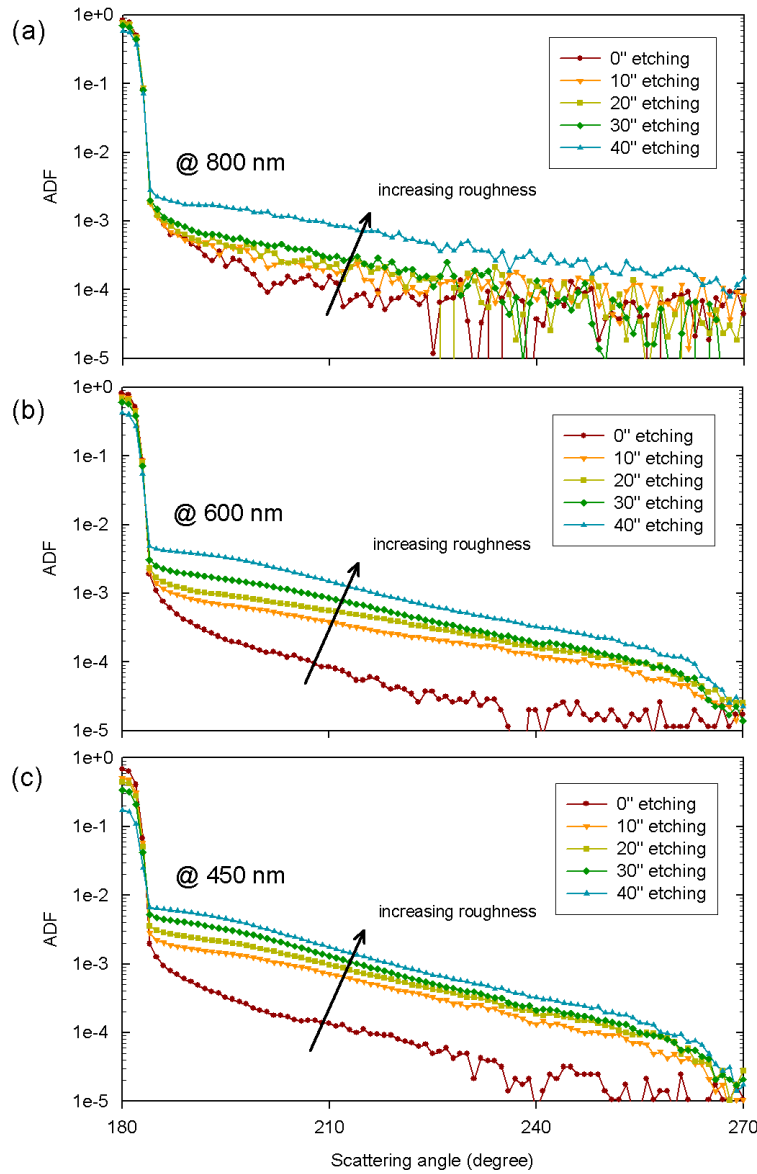 (a)
1e+0
1e-1
1e-2
1e-3
1e-4
1e-5
ADF
@ 800 nm
increasing roughness
0" etching
10" etching
20" etching
30" etching
40" etching
(b)
1e+0
1e-1
1e-2
1e-3
1e-4
1e-5
ADF
@ 600 nm
increasing roughness
0" etching
10" etching
20" etching
30" etching
40" etching
(c)
1e+0
1e-1
1e-2
1e-3
1e-4
1e-5
ADF
@ 450 nm
increasing roughness
0" etching
10" etching
20" etching
30" etching
40" etching
180 210 240 270
Scattering angle (degree)